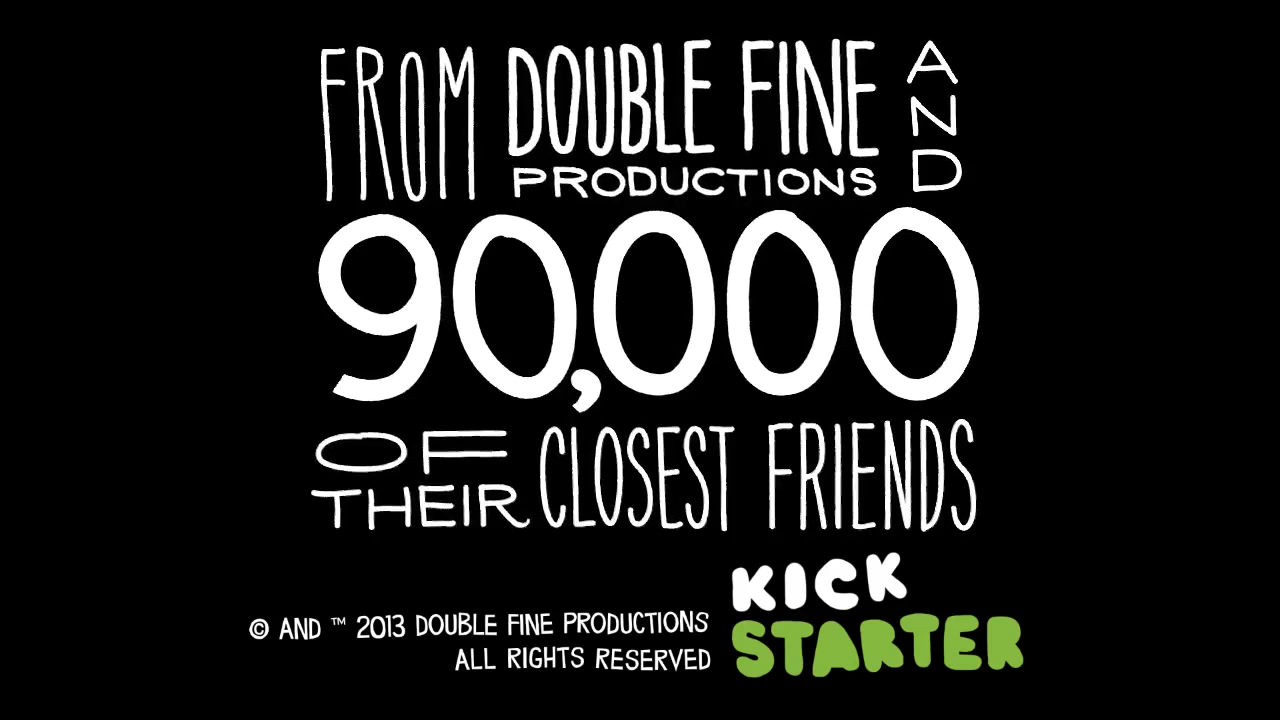 FROM DOUBLE FINE PRODUCTIONS AND
90,000
OF THEIR CLOSEST FRIENDS
KICK
STARTER
© AND ™ 2013 DOUBLE FINE PRODUCTIONS
ALL RIGHTS RESERVED